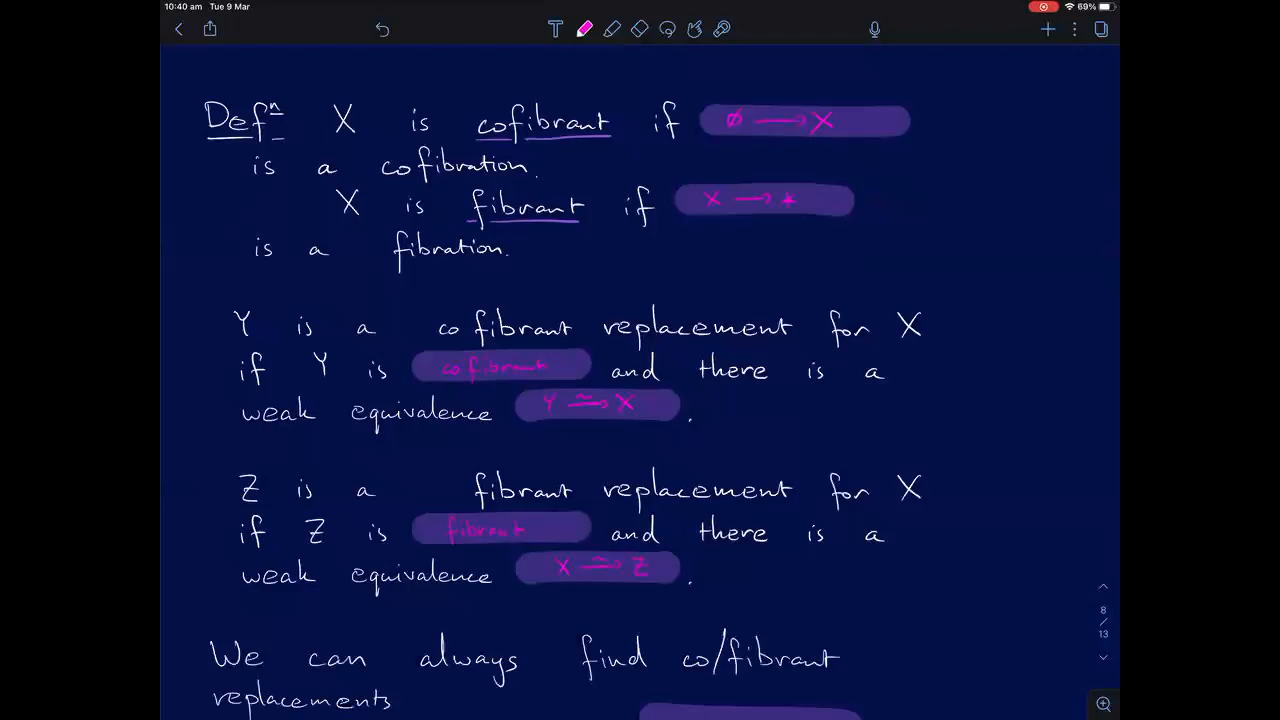 10:40 am Tue 9 Mar
69%
Defⁿ X is cofibrant if ∅ → X
is a cofibration.
X is fibrant if X → *
is a fibration.
Y is a cofibrant replacement for X
if Y is cofibrant and there is a
weak equivalence Y ⥲ X .
Z is a fibrant replacement for X
if Z is fibrant and there is a
weak equivalence X ⥲ Z .
8
/
13
We can always find co/fibrant
replacements